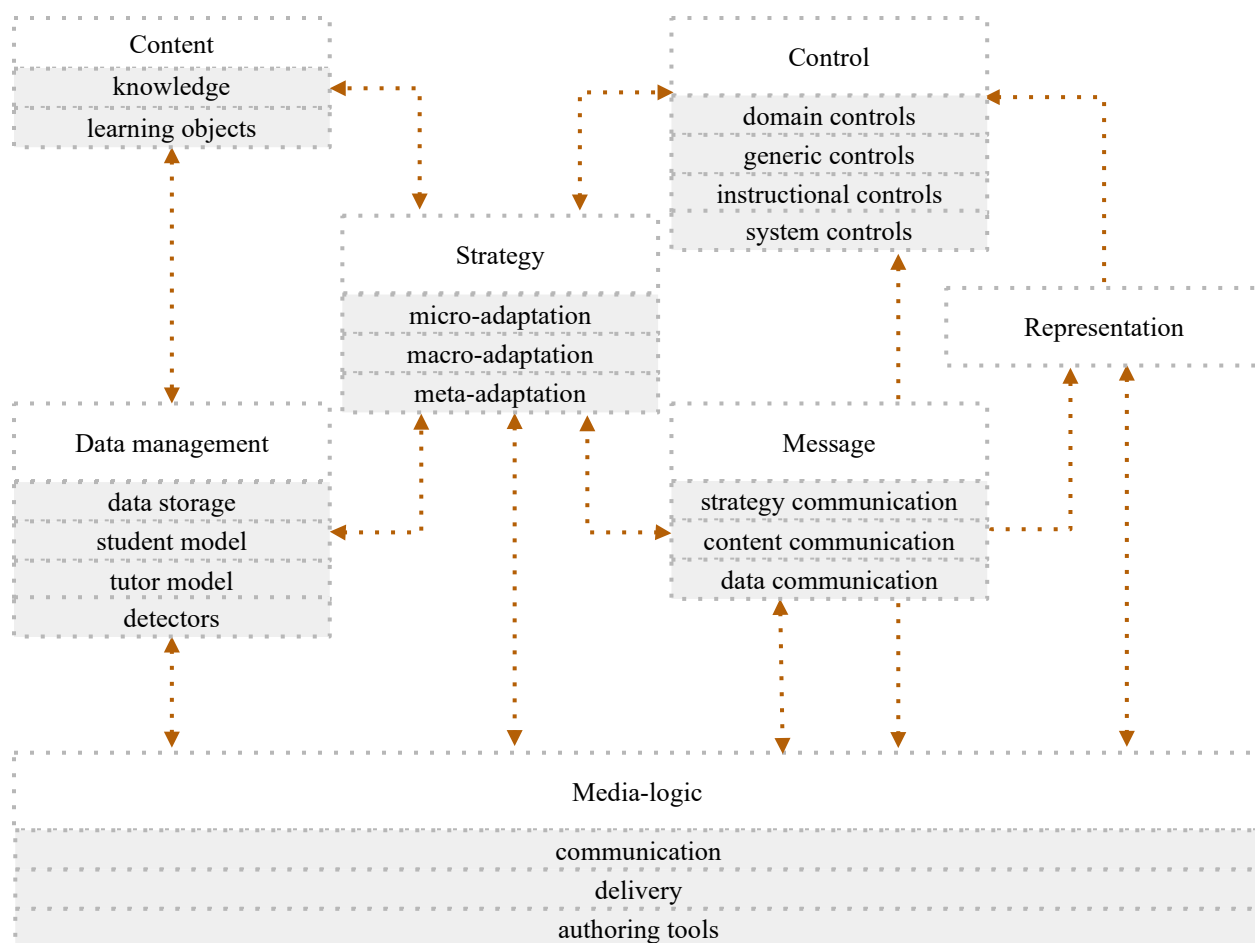 Content
knowledge
learning objects
Control
domain controls
generic controls
instructional controls
system controls
Strategy
micro-adaptation
macro-adaptation
meta-adaptation
Representation
Data management
data storage
student model
tutor model
detectors
Message
strategy communication
content communication
data communication
Media-logic
communication
delivery
authoring tools